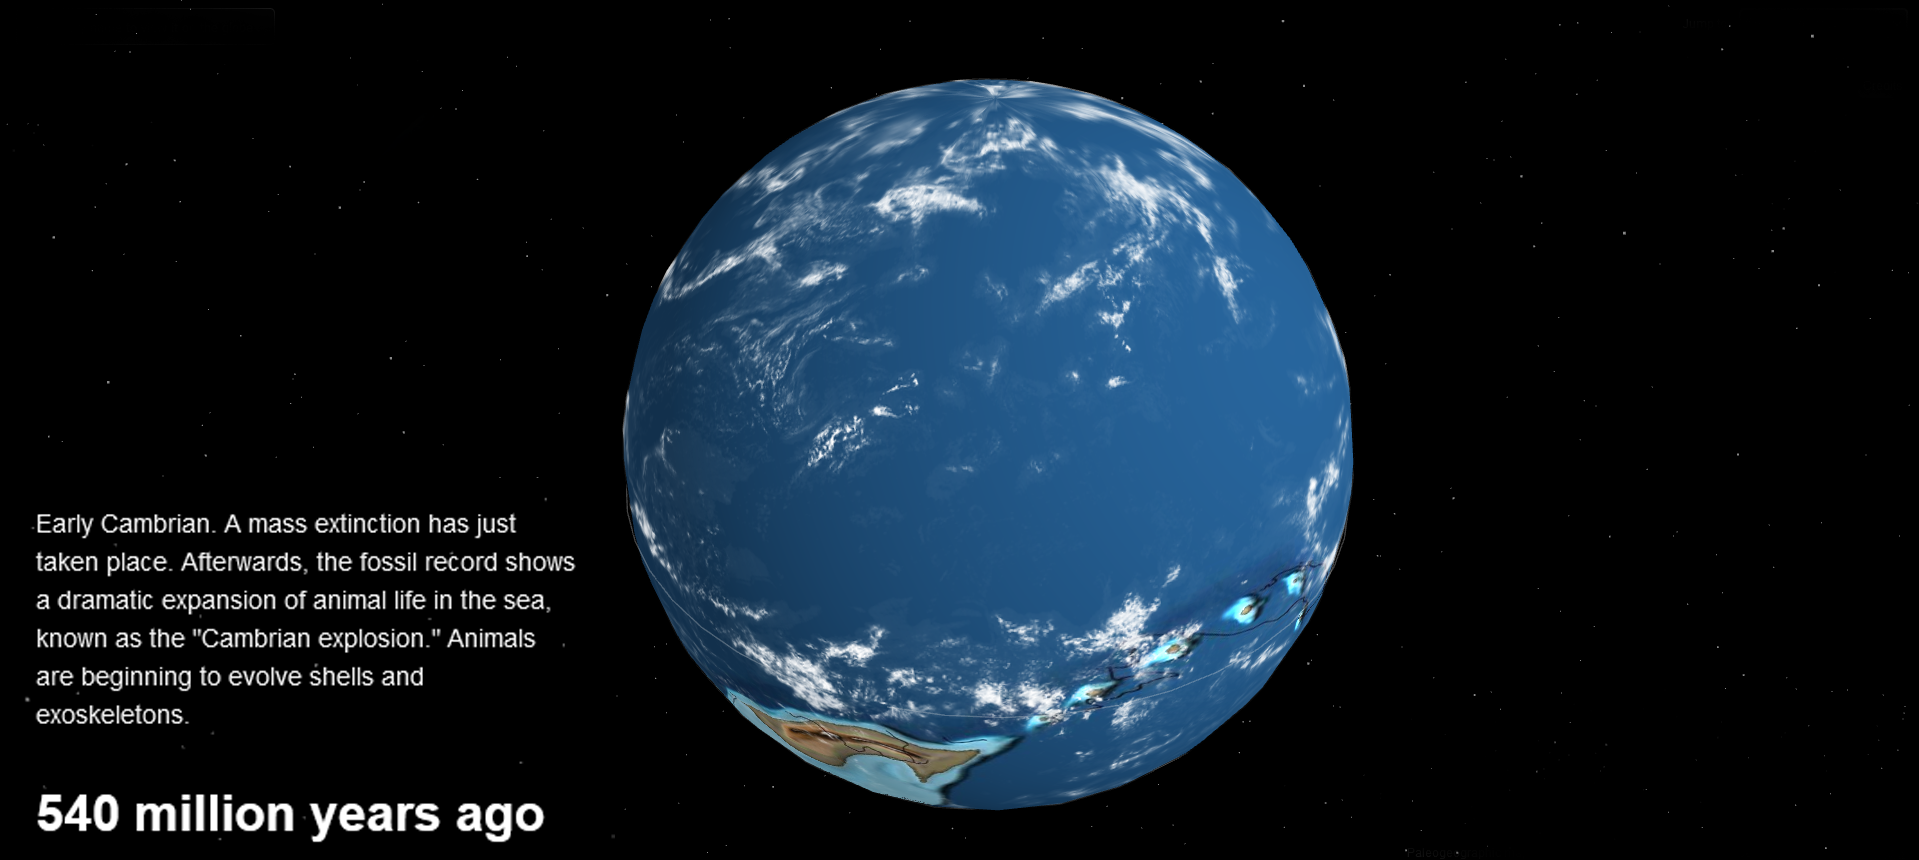 Early Cambrian. A mass extinction has just
taken place. Afterwards, the fossil record shows
a dramatic expansion of animal life in the sea,
known as the "Cambrian explosion." Animals
are beginning to evolve shells and
exoskeletons.
540 million years ago